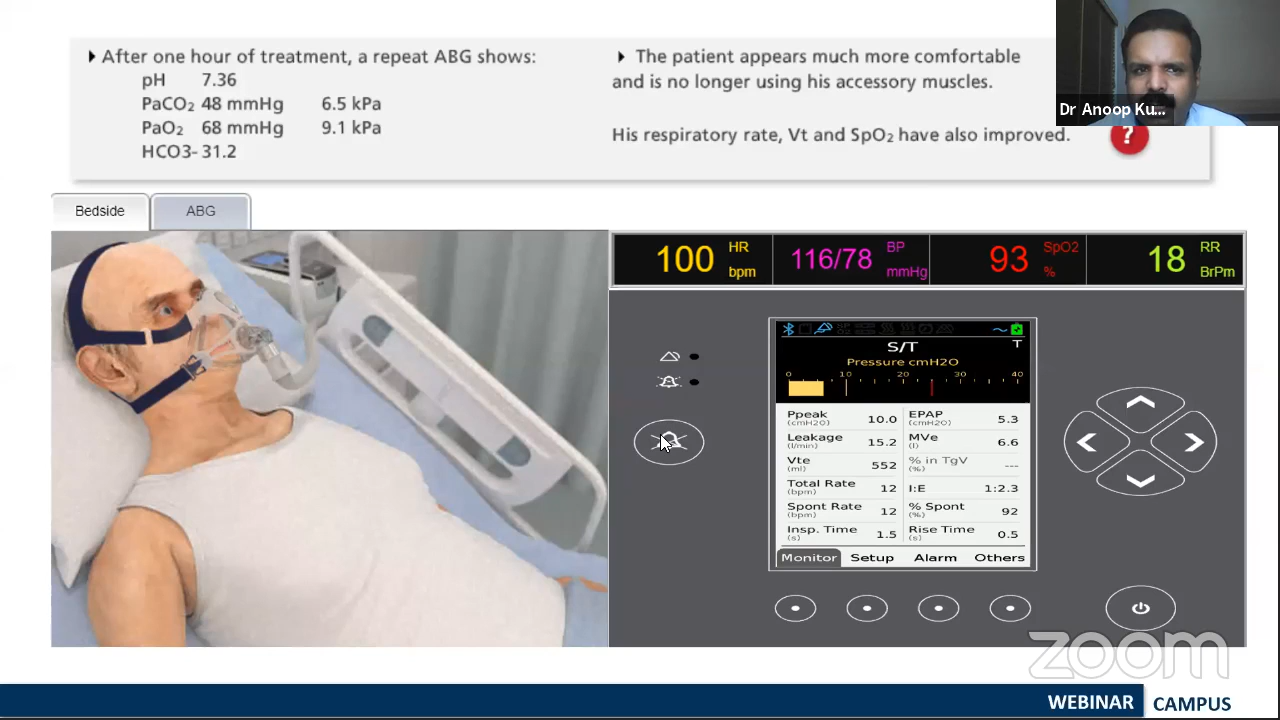 After one hour of treatment, a repeat ABG shows:
pH 7.36
PaCO₂ 48 mmHg 6.5 kPa
PaO₂ 68 mmHg 9.1 kPa
HCO3- 31.2
The patient appears much more comfortable
and is no longer using his accessory muscles.
His respiratory rate, Vt and SpO₂ have also improved.
?
Dr Anoop Ku...
Bedside
ABG
100 HR bpm
116/78 BP mmHg
93 SpO2 %
18 RR BrPm
S/T
T
Pressure cmH2O
0 10 20 30 40
Ppeak (cmH2O) 10.0 EPAP (cmH2O) 5.3
Leakage (l/min) 15.2 MVe (l) 6.6
Vte (ml) 552 % in TgV (%) ---
Total Rate (bpm) 12 I:E 1:2.3
Spont Rate (bpm) 12 % Spont (%) 92
Insp. Time (s) 1.5 Rise Time (s) 0.5
Monitor Setup Alarm Others
zoom
WEBINAR CAMPUS